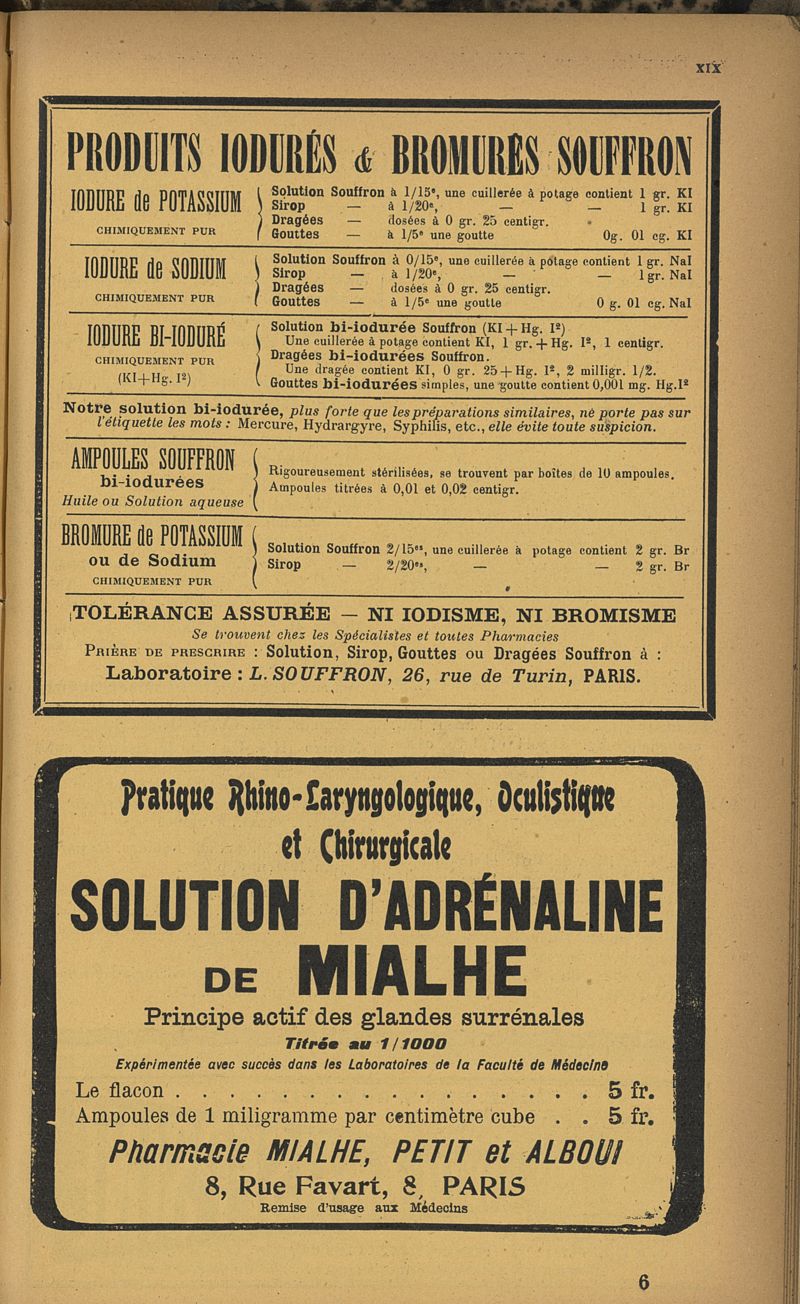 XIX
PRODUITS IODURÉS & BROMURÉS SOUFFRON
IODURE de POTASSIUM
CHIMIQUEMENT PUR
Solution Souffron à 1/15e, une cuillerée à potage contient 1 gr. KI
Sirop — à 1/20e, — — 1 gr. KI
Dragées — dosées à 0 gr. 25 centigr.
Gouttes — à 1/5e une goutte 0g. 01 cg. KI
IODURE de SODIUM
CHIMIQUEMENT PUR
Solution Souffron à 0/15e, une cuillerée à potage contient 1 gr. NaI
Sirop — à 1/20e, — — 1 gr. NaI
Dragées — dosées à 0 gr. 25 centigr.
Gouttes — à 1/5e une goutte 0 g. 01 cg. NaI
IODURE BI-IODURÉ
CHIMIQUEMENT PUR
(KI+Hg. I²)
Solution bi-iodurée Souffron (KI + Hg. I²)
Une cuillerée à potage contient KI, 1 gr. + Hg. I², 1 centigr.
Dragées bi-iodurées Souffron.
Une dragée contient KI, 0 gr. 25 + Hg. I², 2 milligr. 1/2.
Gouttes bi-iodurées simples, une goutte contient 0,001 mg. Hg.I²
Notre solution bi-iodurée, plus forte que les préparations similaires, ne porte pas sur
l'étiquette les mots : Mercure, Hydrargyre, Syphilis, etc., elle évite toute suspicion.
AMPOULES SOUFFRON
bi-iodurées
Huile ou Solution aqueuse
Rigoureusement stérilisées, se trouvent par boîtes de 10 ampoules.
Ampoules titrées à 0,01 et 0,02 centigr.
BROMURE de POTASSIUM
ou de Sodium
CHIMIQUEMENT PUR
Solution Souffron 2/15es, une cuillerée à potage contient 2 gr. Br
Sirop — 2/20es, — — 2 gr. Br
TOLÉRANCE ASSURÉE — NI IODISME, NI BROMISME
Se trouvent chez les Spécialistes et toutes Pharmacies
PRIÈRE DE PRESCRIRE : Solution, Sirop, Gouttes OU Dragées Souffron à :
Laboratoire : L. SOUFFRON, 26, rue de Turin, PARIS.
Pratique Rhino-Laryngologique, Oculistique
et Chirurgicale
SOLUTION D'ADRÉNALINE
DE MIALHE
Principe actif des glandes surrénales
Titrée au 1/1000
Expérimentée avec succès dans les Laboratoires de la Faculté de Médecine
Le flacon . . . . . . . . . . . . . . . . 5 fr.
Ampoules de 1 miligramme par centimètre cube . . 5 fr.
Pharmacie MIALHE, PETIT et ALBOUI
8, Rue Favart, 8, PARIS
Remise d'usage aux Médecins
6